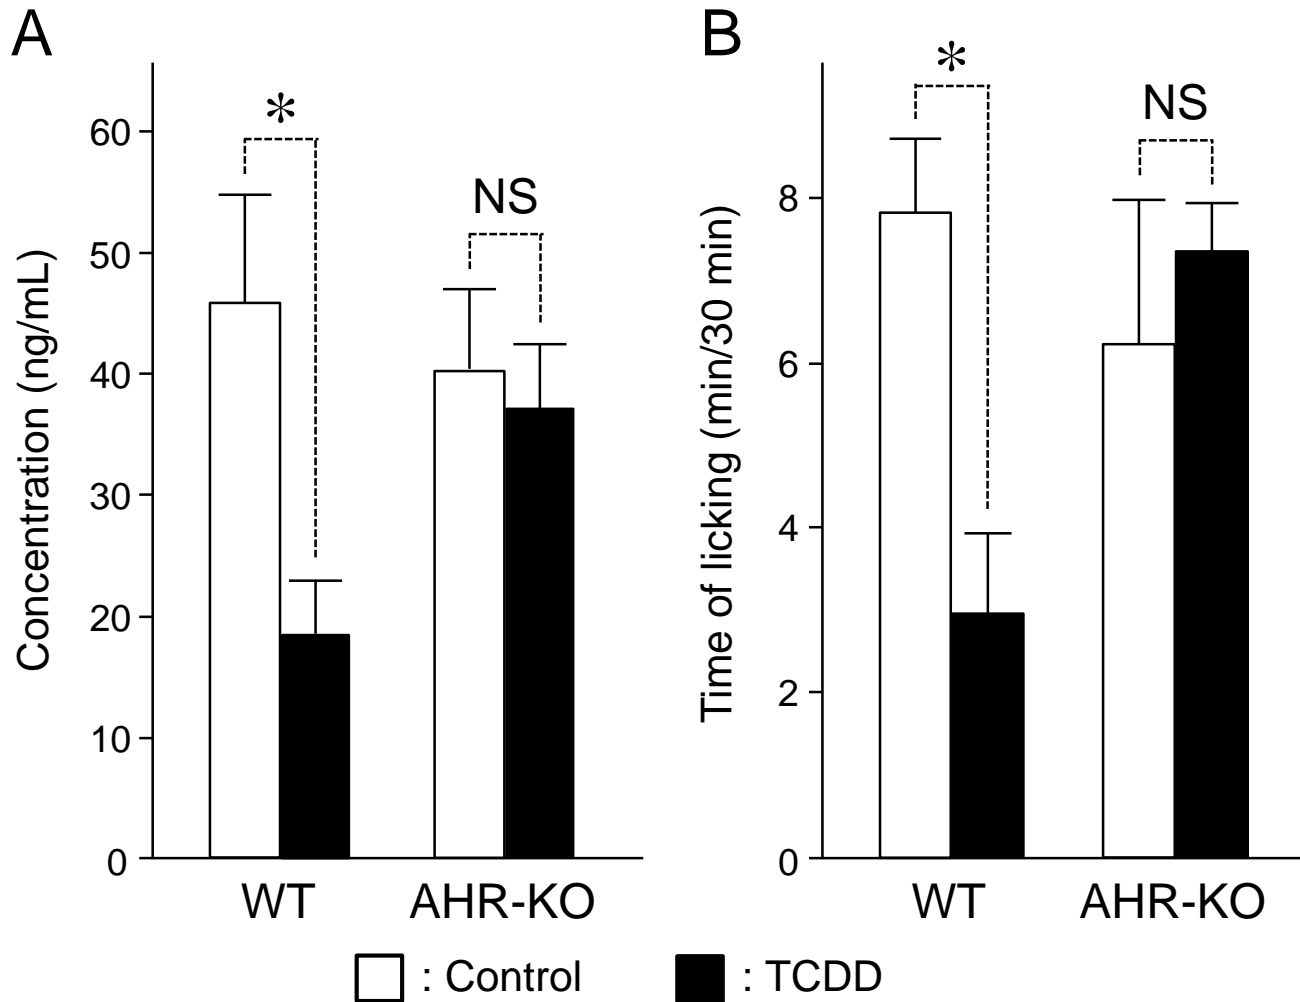 A
Concentration (ng/mL)
60
50
40
30
20
10
0
*
NS
WT
AHR-KO
B
Time of licking (min/30 min)
8
6
4
2
0
*
NS
WT
AHR-KO
: Control
: TCDD